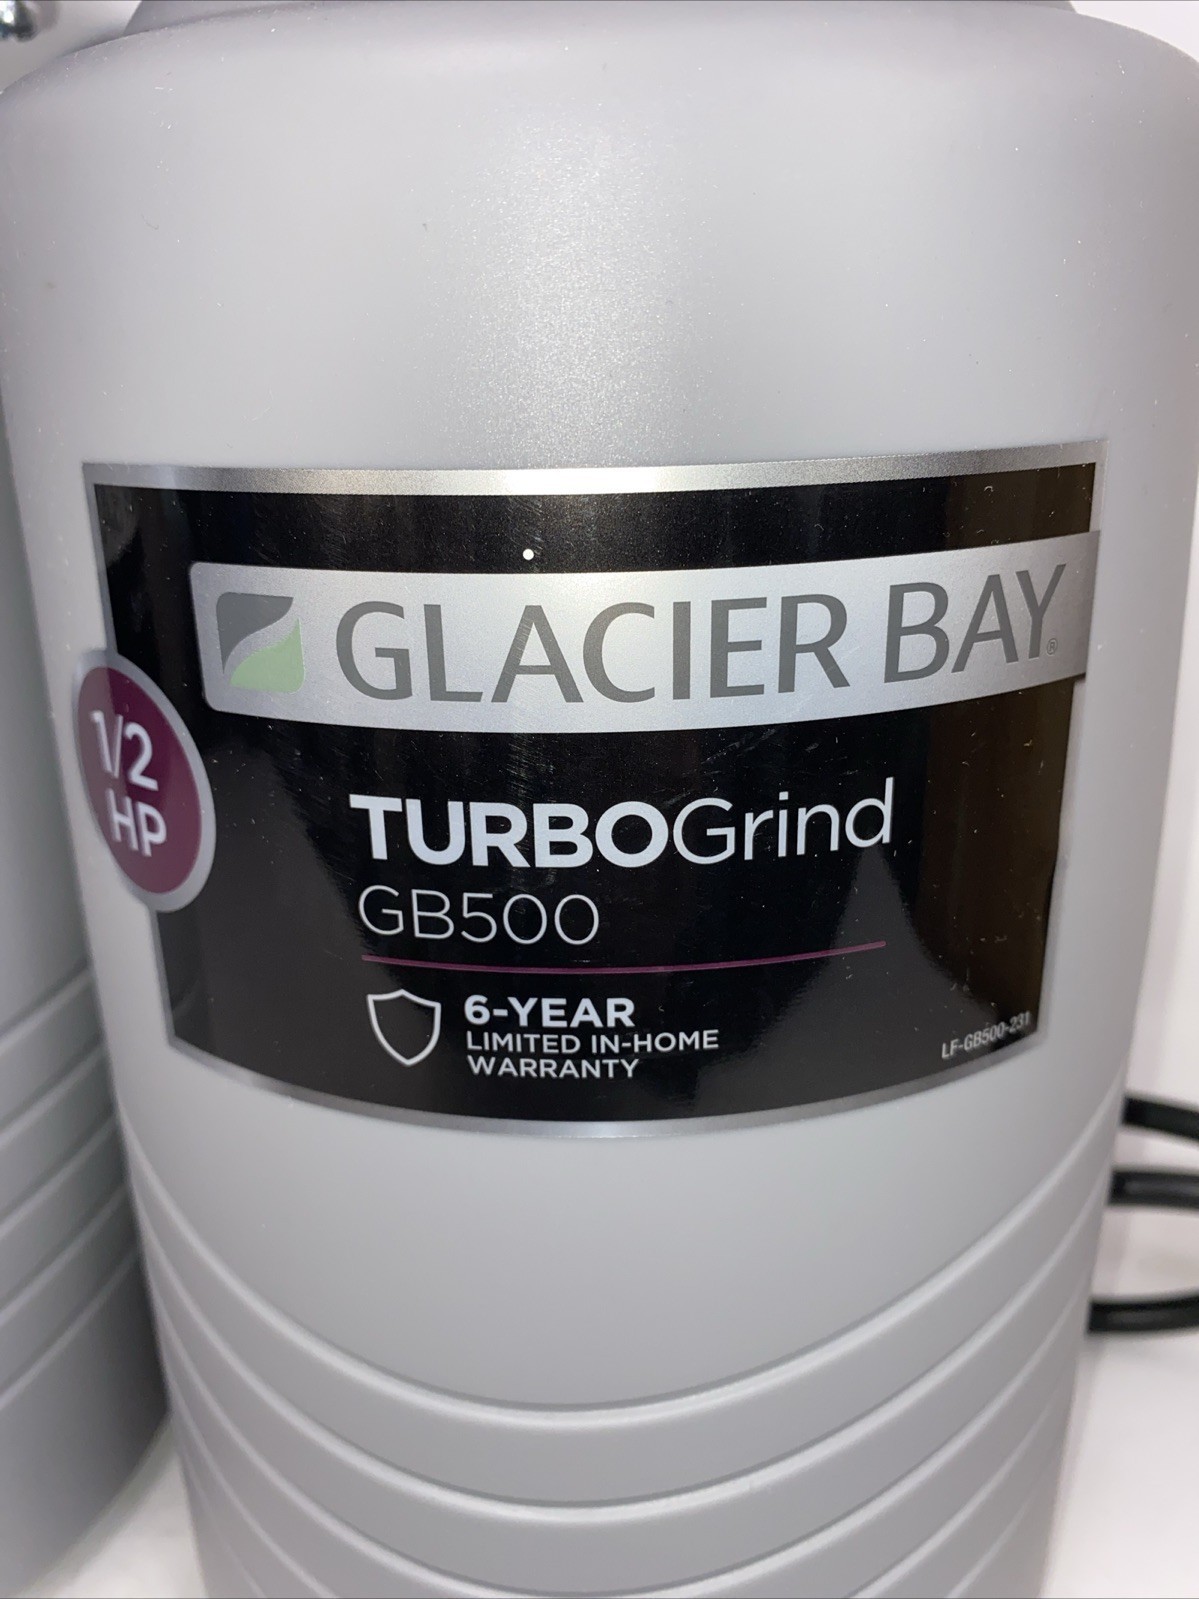 GLACIER BAY®
1/2
HP
TURBOGrind
GB500
6-YEAR
LIMITED IN-HOME
WARRANTY
LF-GB500-231